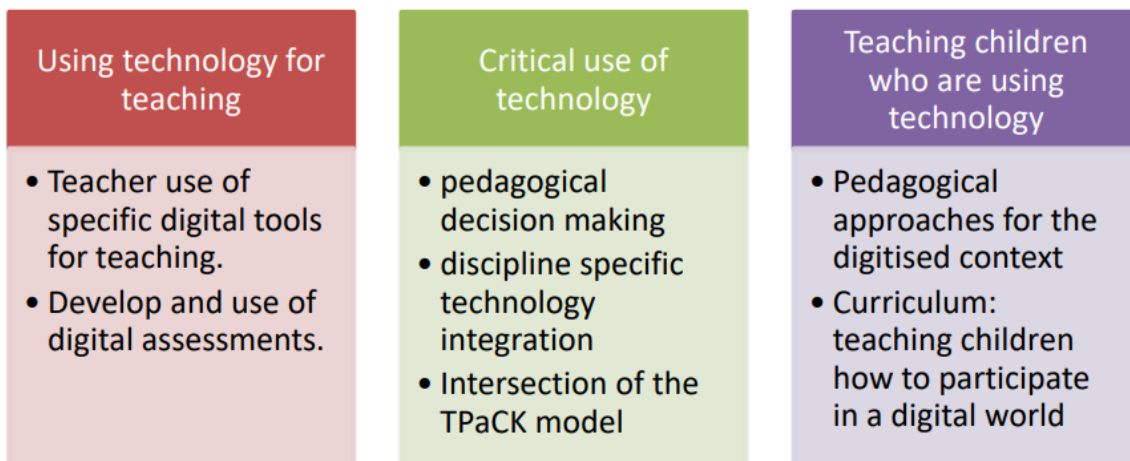 Using technology for
teaching
• Teacher use of
specific digital tools
for teaching.
• Develop and use of
digital assessments.
Critical use of
technology
• pedagogical
decision making
• discipline specific
technology
integration
• Intersection of the
TPaCK model
Teaching children
who are using
technology
• Pedagogical
approaches for the
digitised context
• Curriculum:
teaching children
how to participate
in a digital world